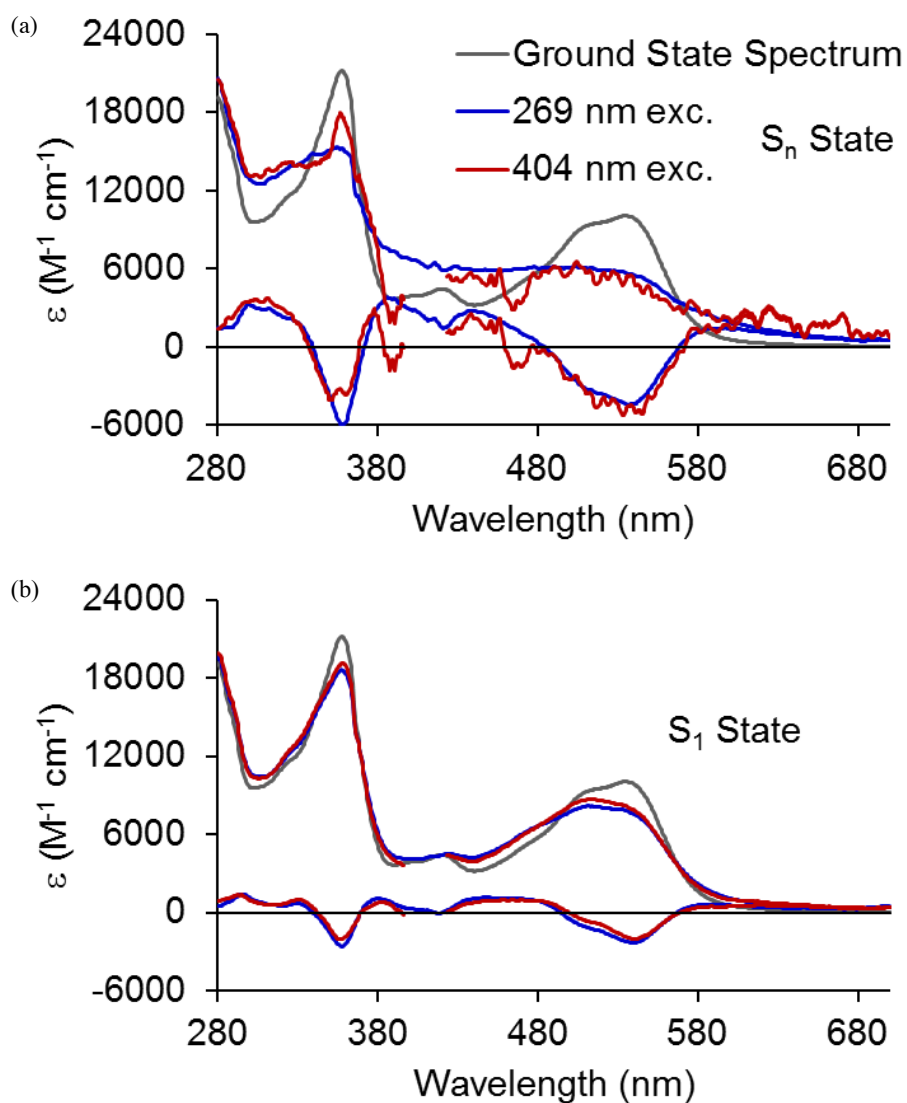 (a)
24000
18000
12000
6000
0
-6000
ε (M⁻¹ cm⁻¹)
Ground State Spectrum
269 nm exc.
404 nm exc.
Sₙ State
280 380 480 580 680
Wavelength (nm)
(b)
24000
18000
12000
6000
0
-6000
ε (M⁻¹ cm⁻¹)
S₁ State
280 380 480 580 680
Wavelength (nm)